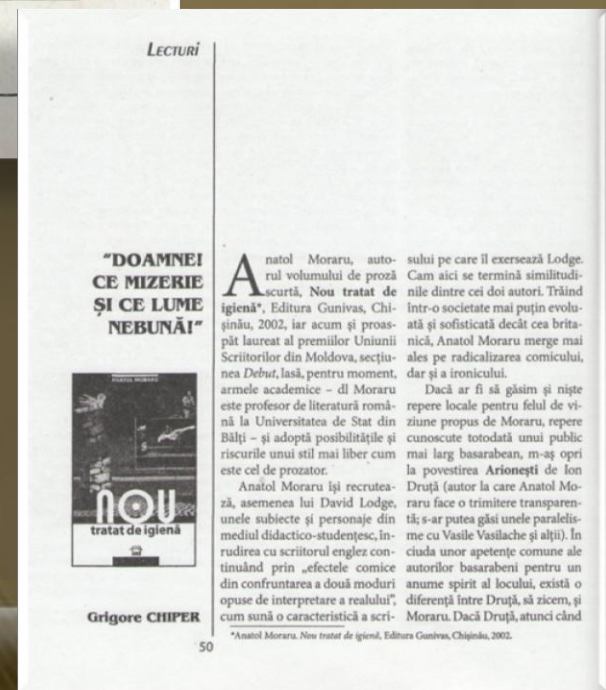 LECTURI
"DOAMNE!
CE MIZERIE
ȘI CE LUME
NEBUNĂ!"
ANATOL MORARU
NOU
tratat de igienă
Grigore CHIPER
Anatol Moraru, auto-
rul volumului de proză
scurtă, Nou tratat de
igienă*, Editura Gunivas, Chi-
șinău, 2002, iar acum și proas-
păt laureat al premiilor Uniunii
Scriitorilor din Moldova, secțiu-
nea Debut, lasă, pentru moment,
armele academice – dl Moraru
este profesor de literatură româ-
nă la Universitatea de Stat din
Bălți – și adoptă posibilitățile și
riscurile unui stil mai liber cum
este cel de prozator.
Anatol Moraru își recrutea-
ză, asemenea lui David Lodge,
unele subiecte și personaje din
mediul didactico-studențesc, în-
rudirea cu scriitorul englez con-
tinuând prin „efectele comice
din confruntarea a două moduri
opuse de interpretare a realului”,
cum sună o caracteristică a scri-
sului pe care îl exersează Lodge.
Cam aici se termină similitudi-
nile dintre cei doi autori. Trăind
într-o societate mai puțin evolu-
ată și sofisticată decât cea brita-
nică, Anatol Moraru merge mai
ales pe radicalizarea comicului,
dar și a ironicului.
Dacă ar fi să găsim și niște
repere locale pentru felul de vi-
ziune propus de Moraru, repere
cunoscute totodată unui public
mai larg basarabean, m-aș opri
la povestirea Arionești de Ion
Druță (autor la care Anatol Mo-
raru face o trimitere transparen-
tă; s-ar putea găsi unele paralelis-
me cu Vasile Vasilache și alții). În
ciuda unor apetențe comune ale
autorilor basarabeni pentru un
anume spirit al locului, există o
diferență între Druță, să zicem, și
Moraru. Dacă Druță, atunci când
*Anatol Moraru. Nou tratat de igienă, Editura Gunivas, Chișinău, 2002.
50